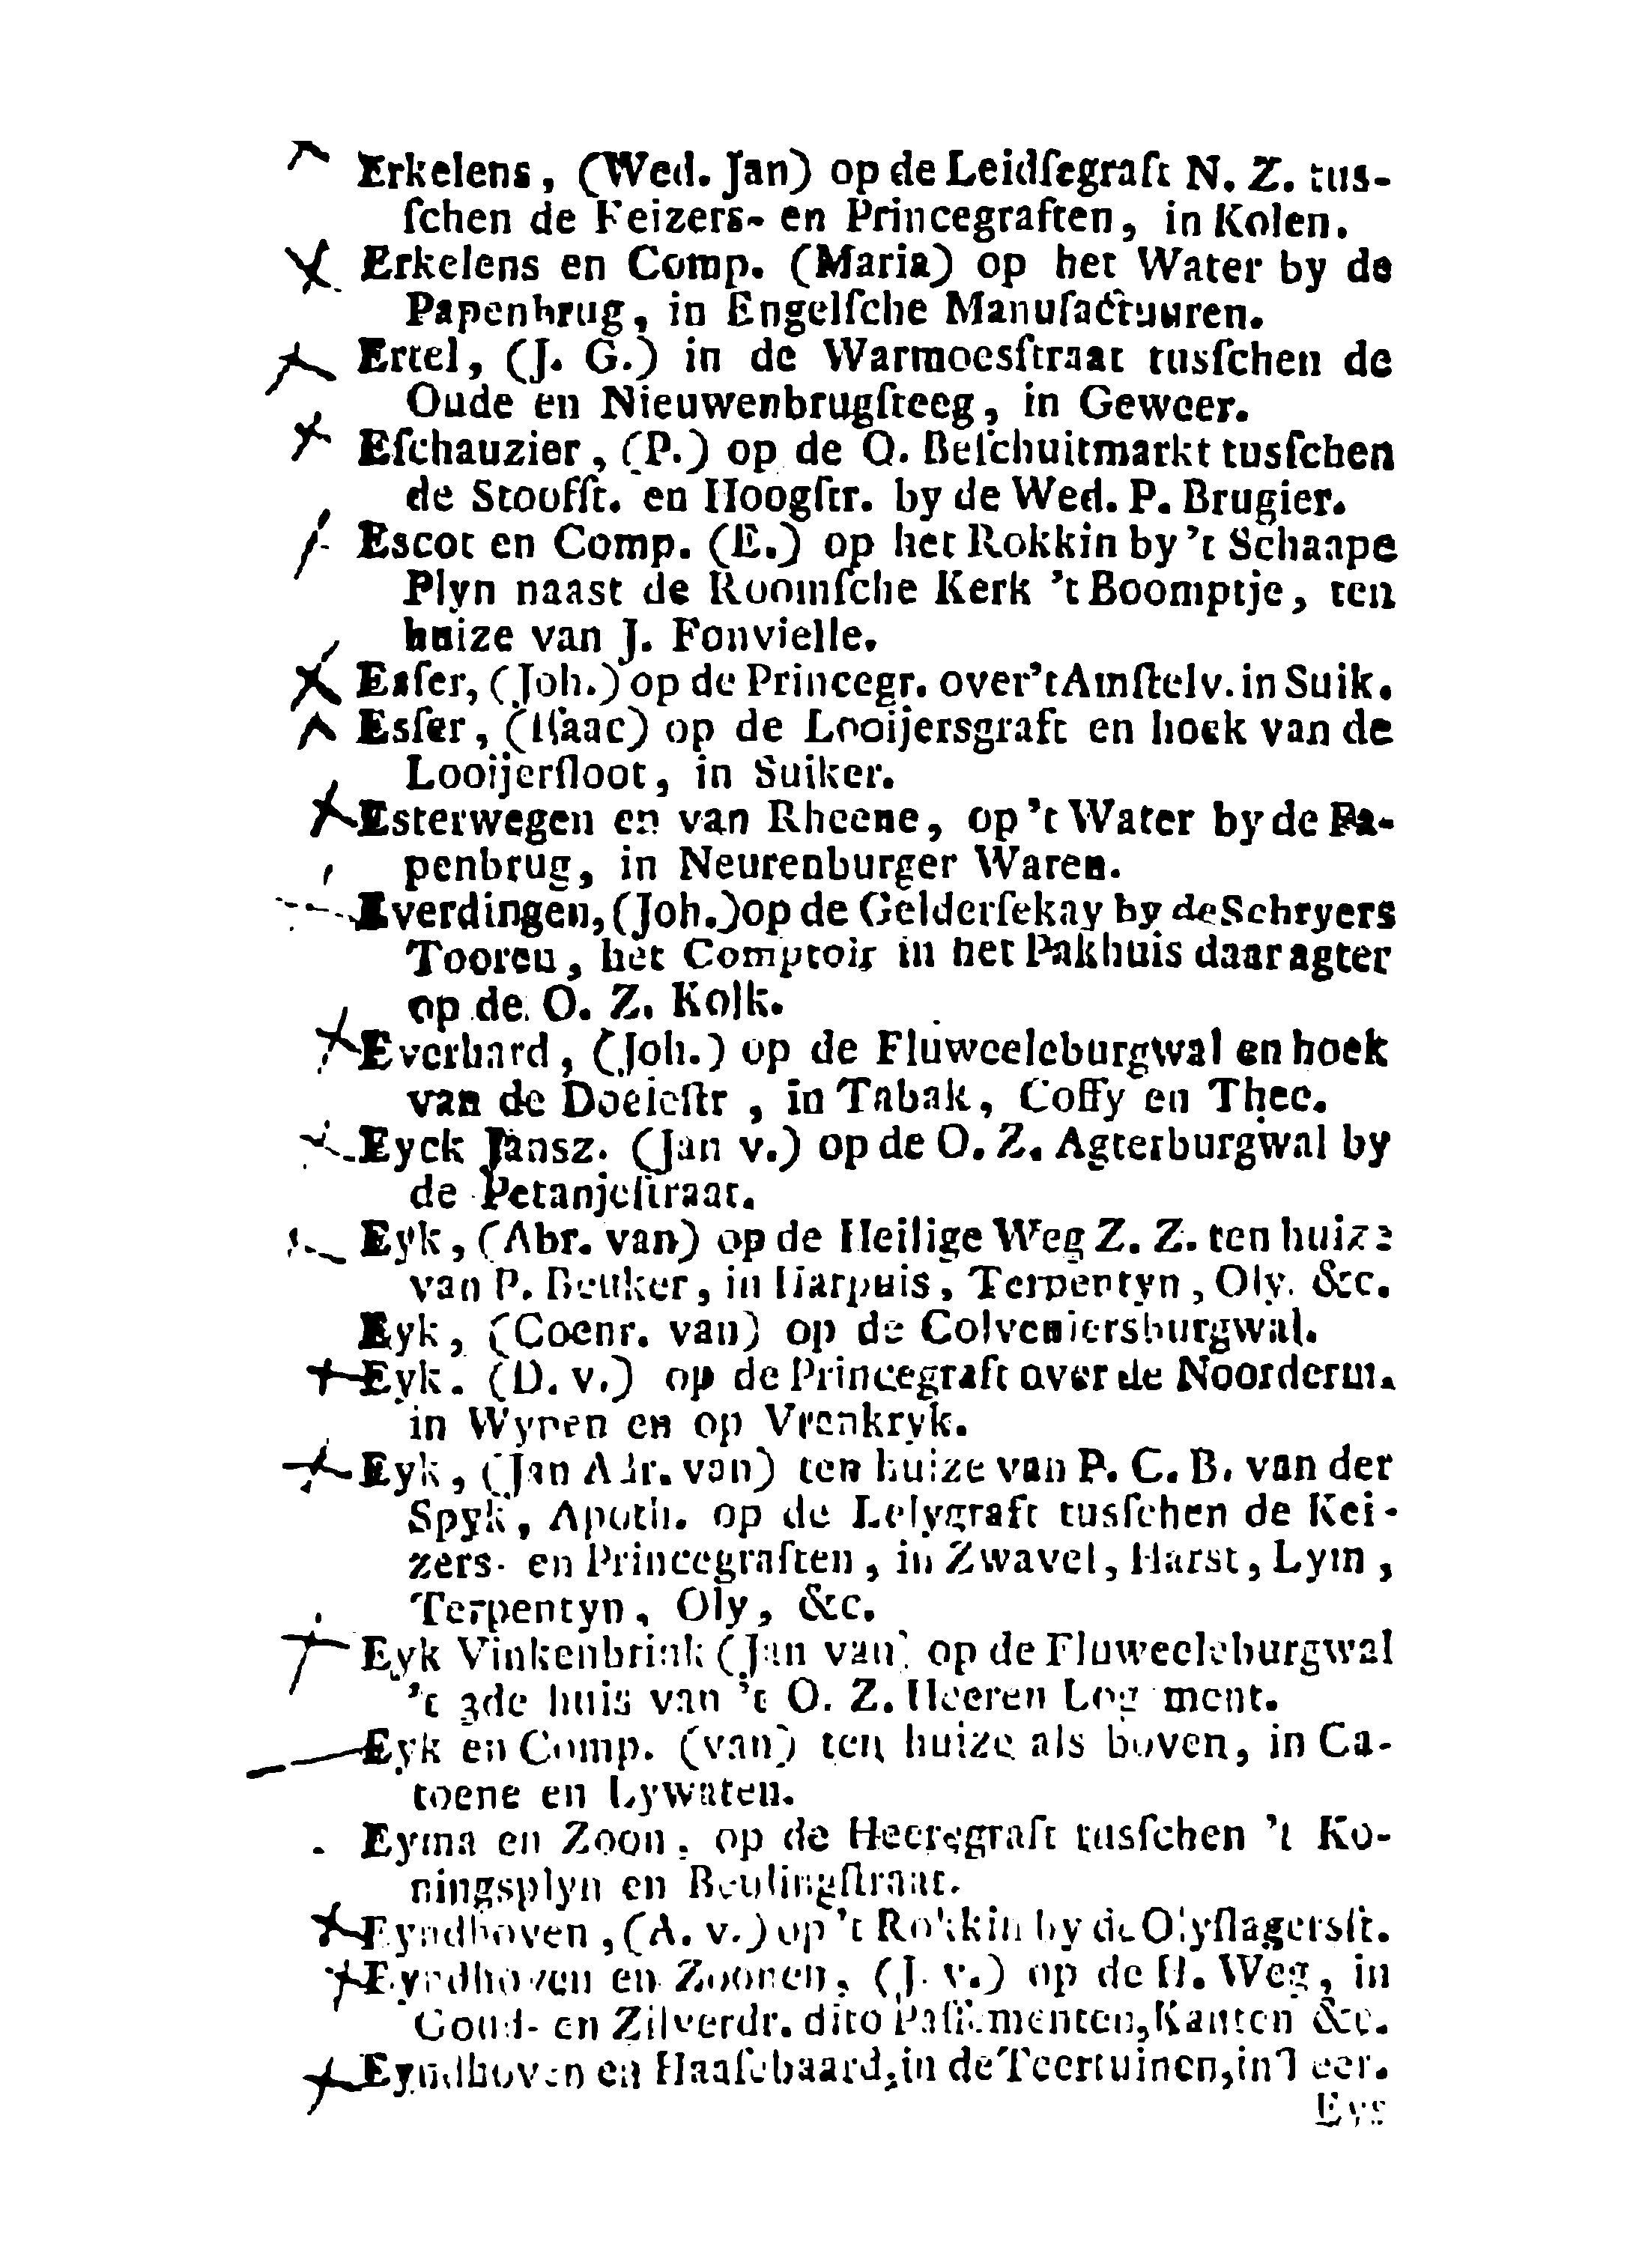 Erkelens, (Wed. Jan) op de Leidſegraft N. Z. tus-
ſchen de Keizers- en Princegraften, in Kolen.
Erkelens en Comp. (Maria) op het Water by de
Papenbrug, in Engelſche Manufactuuren.
Ertel, (J. G.) in de Warmoesſtraat tusſchen de
Oude en Nieuwenbrugſteeg, in Geweer.
Eſchauzier, (P.) op de O. Beſchuitmarkt tusſchen
de Stoofſt. en Hoogſtr. by de Wed. P. Brugier.
Escot en Comp. (E.) op het Rokkin by 't Schaape
Plyn naast de Roomſche Kerk 't Boomptje, ten
huize van J. Fonvielle.
Esſer, (Joh.) op de Princegr. over 't Amſtelv. in Suik.
Esſer, (Iſaac) op de Looijersgraft en hoek van de
Looijerſloot, in Suiker.
Esterwegen en van Rheene, op 't Water by de Pa-
penbrug, in Neurenburger Waren.
Everdingen, (Joh.) op de Gelderſekay by de Schryers
Tooren, het Comptoir in het Pakhuis daar agter
op de O. Z. Kolk.
Everhard, (Joh.) op de Fluweeleburgwal en hoek
van de Doeleſtr, in Tabak, Coffy en Thee.
Eyck Jansz. (Jan v.) op de O. Z. Agterburgwal by
de Petanjeſtraat.
Eyk, (Abr. van) op de Heilige Weg Z. Z. ten huize
van P. Beuker, in Harpuis, Terpentyn, Oly. &c.
Eyk, (Coenr. van) op de Colveniersburgwal.
Eyk. (D. v.) op de Princegraft over de Noorderm.
in Wynen en op Vrankryk.
Eyk, (Jan Adr. van) ten huize van P. C. B. van der
Spyk, Apoth. op de Lelygraft tusſchen de Kei-
zers- en Princegraften, in Zwavel, Harst, Lym,
Terpentyn, Oly, &c.
Eyk Vinkenbrink (Jan van) op de Fluweeleburgwal
't 3de huis van 't O. Z. Heeren Logement.
Eyk en Comp. (van) ten huize als boven, in Ca-
toene en Lywaten.
Eyma en Zoon, op de Heeregraft tusſchen 't Ko-
ningsplyn en Beulingſtraat.
Eyndhoven, (A. v.) op 't Rokkin by de Olyſlagersſt.
Eyndhoven en Zoonen, (J. v.) op de H. Weg, in
Goud- en Zilverdr. dito Paſſementen, Kanten &c.
Eyndhoven en Haaſebaard, in de Teertuinen, in Teer.
Eys